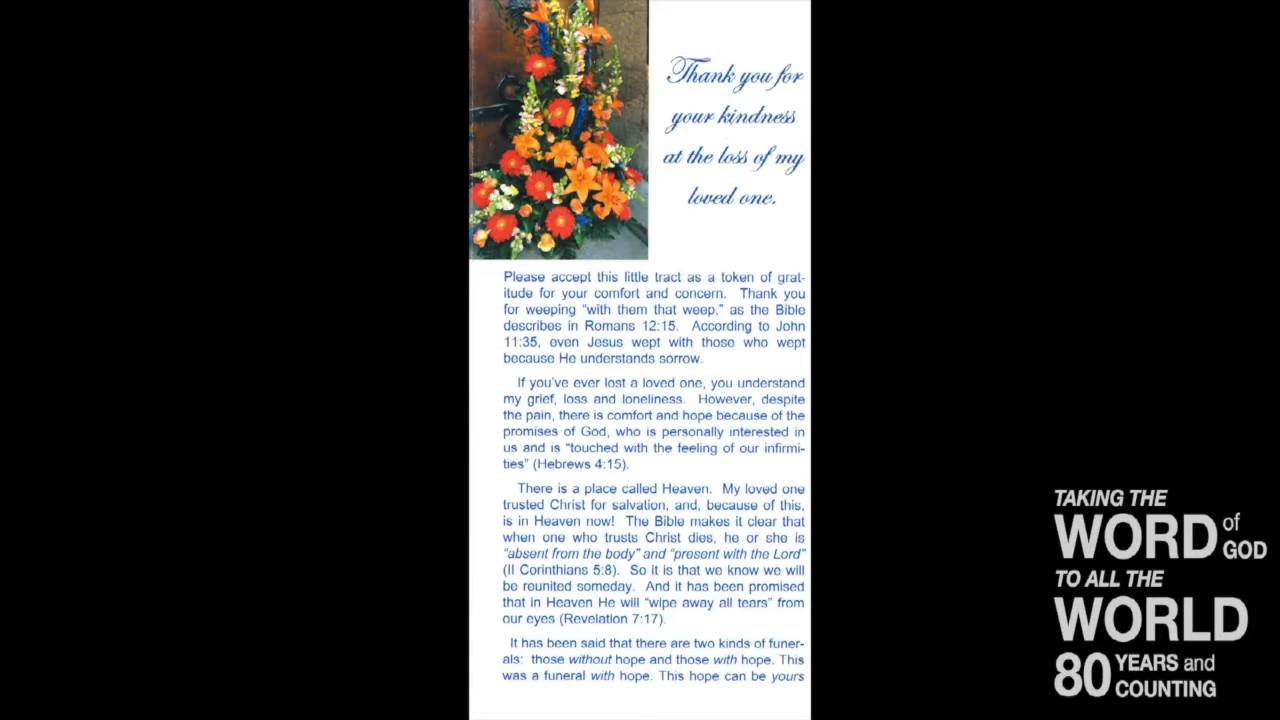 Thank you for
your kindness
at the loss of my
loved one.
Please accept this little tract as a token of grat-
itude for your comfort and concern. Thank you
for weeping “with them that weep,” as the Bible
describes in Romans 12:15. According to John
11:35, even Jesus wept with those who wept
because He understands sorrow.
If you’ve ever lost a loved one, you understand
my grief, loss and loneliness. However, despite
the pain, there is comfort and hope because of the
promises of God, who is personally interested in
us and is “touched with the feeling of our infirmi-
ties” (Hebrews 4:15).
There is a place called Heaven. My loved one
trusted Christ for salvation, and, because of this,
is in Heaven now! The Bible makes it clear that
when one who trusts Christ dies, he or she is
“absent from the body” and “present with the Lord”
(II Corinthians 5:8). So it is that we know we will
be reunited someday. And it has been promised
that in Heaven He will “wipe away all tears” from
our eyes (Revelation 7:17).
It has been said that there are two kinds of funer-
als: those without hope and those with hope. This
was a funeral with hope. This hope can be yours
TAKING THE
WORD of GOD
TO ALL THE
WORLD
80 YEARS and COUNTING